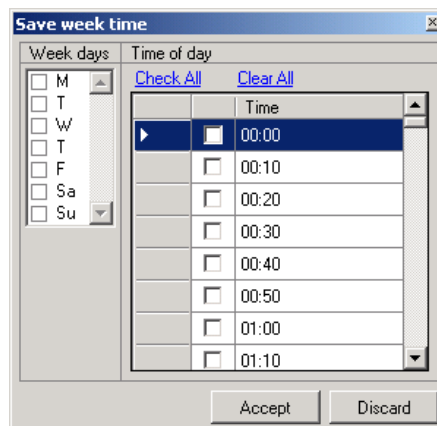 Save week time
Week days
M
T
W
T
F
Sa
Su
Time of day
Check All Clear All
Time
00:00
00:10
00:20
00:30
00:40
00:50
01:00
01:10
Accept Discard